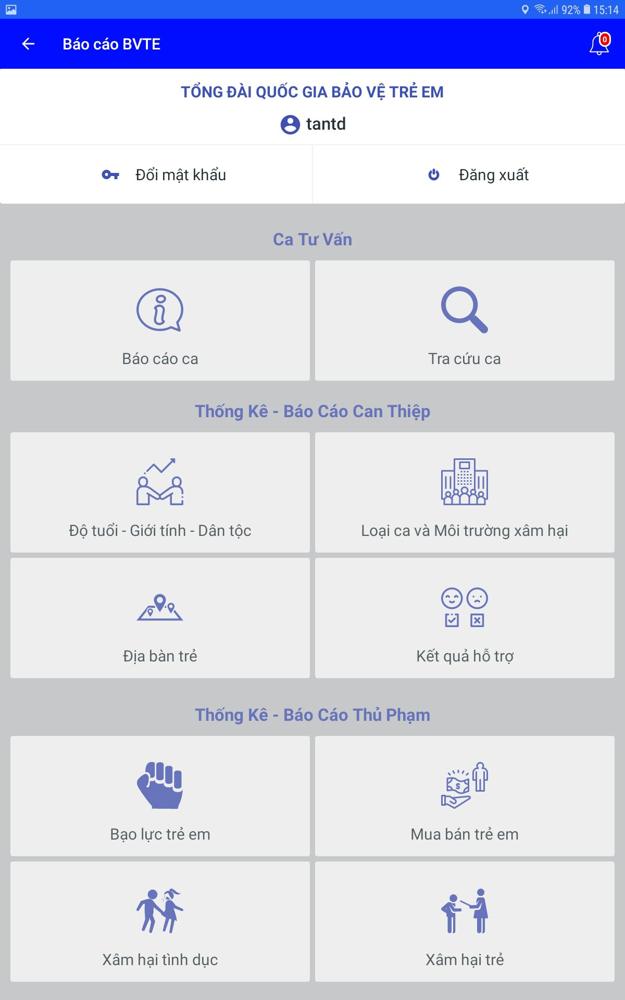 92% 15:14
Báo cáo BVTE
0
TỔNG ĐÀI QUỐC GIA BẢO VỆ TRẺ EM
tantd
Đổi mật khẩu
Đăng xuất
Ca Tư Vấn
Báo cáo ca
Tra cứu ca
Thống Kê - Báo Cáo Can Thiệp
Độ tuổi - Giới tính - Dân tộc
Loại ca và Môi trường xâm hại
Địa bàn trẻ
Kết quả hỗ trợ
Thống Kê - Báo Cáo Thủ Phạm
$
Bạo lực trẻ em
Mua bán trẻ em
Xâm hại tình dục
Xâm hại trẻ